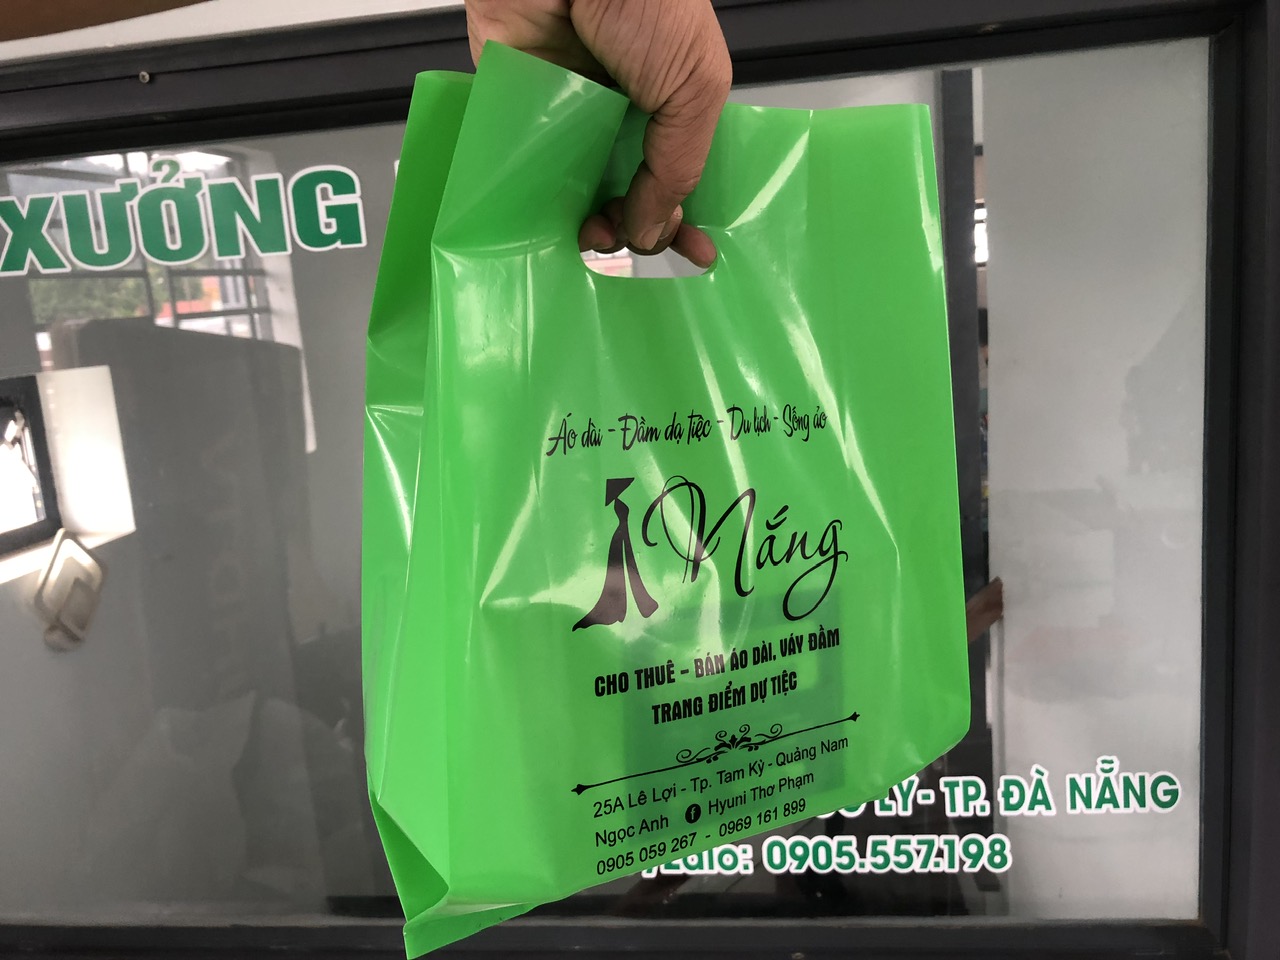 XƯỞNG
Áo dài - Đầm dạ tiệc - Du lịch - Sống ảo
Nắng
CHO THUÊ - BÁN ÁO DÀI, VÁY ĐẦM
TRANG ĐIỂM DỰ TIỆC
25A Lê Lợi - Tp. Tam Kỳ - Quảng Nam
Ngọc Anh f Hyuni Thơ Phạm
0905 059 267 - 0969 161 899
LÝ- TP. ĐÀ NẴNG
/Zalo: 0905.557.198